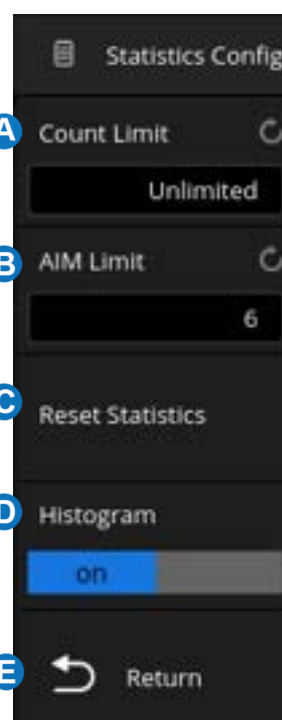 Statistics Config
A
Count Limit
Unlimited
B
AIM Limit
6
C
Reset Statistics
D
Histogram
on
E
Return